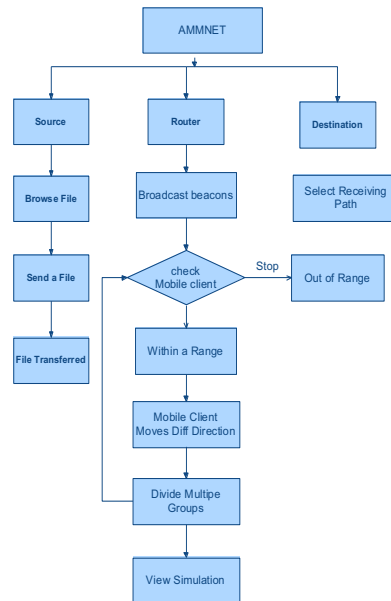 AMMNET
Source
Router
Destination
Browse File
Broadcast beacons
Select Receiving
Path
Send a File
check
Mobile client
Stop
Out of Range
File Transferred
Within a Range
Mobile Client
Moves Diff Direction
Divide Multipe
Groups
View Simulation